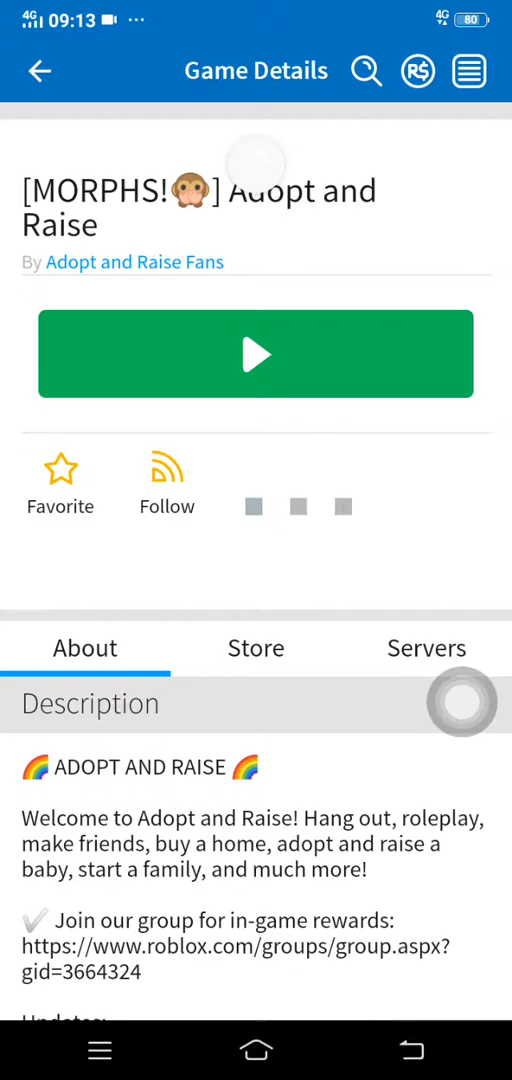 4G 09:13 ... 4G 80
Game Details R$
[MORPHS!🙊] Adopt and
Raise
By Adopt and Raise Fans
Favorite Follow
About Store Servers
Description
🌈 ADOPT AND RAISE 🌈
Welcome to Adopt and Raise! Hang out, roleplay,
make friends, buy a home, adopt and raise a
baby, start a family, and much more!
✔ Join our group for in-game rewards:
https://www.roblox.com/groups/group.aspx?
gid=3664324
Updates: